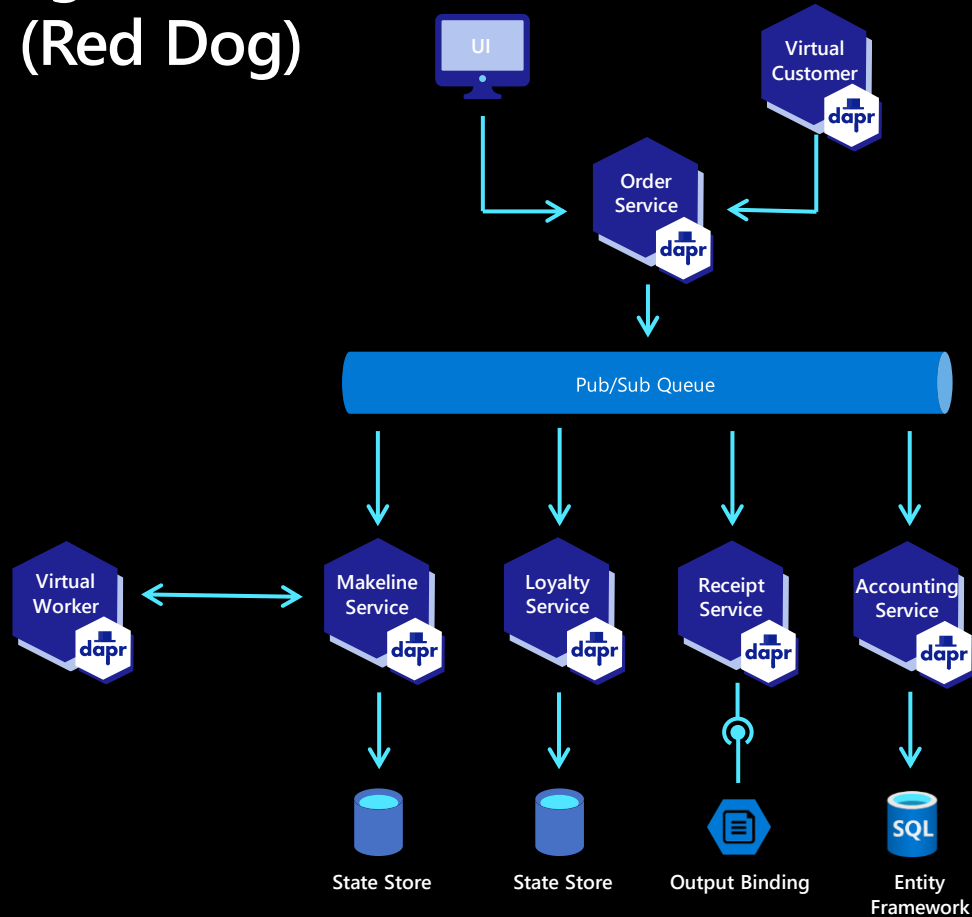 (Red Dog)
UI
Virtual
Customer
dapr
Order
Service
dapr
Pub/Sub Queue
Virtual
Worker
dapr
Makeline
Service
dapr
Loyalty
Service
dapr
Receipt
Service
dapr
Accounting
Service
dapr
State Store
State Store
Output Binding
SQL
Entity
Framework